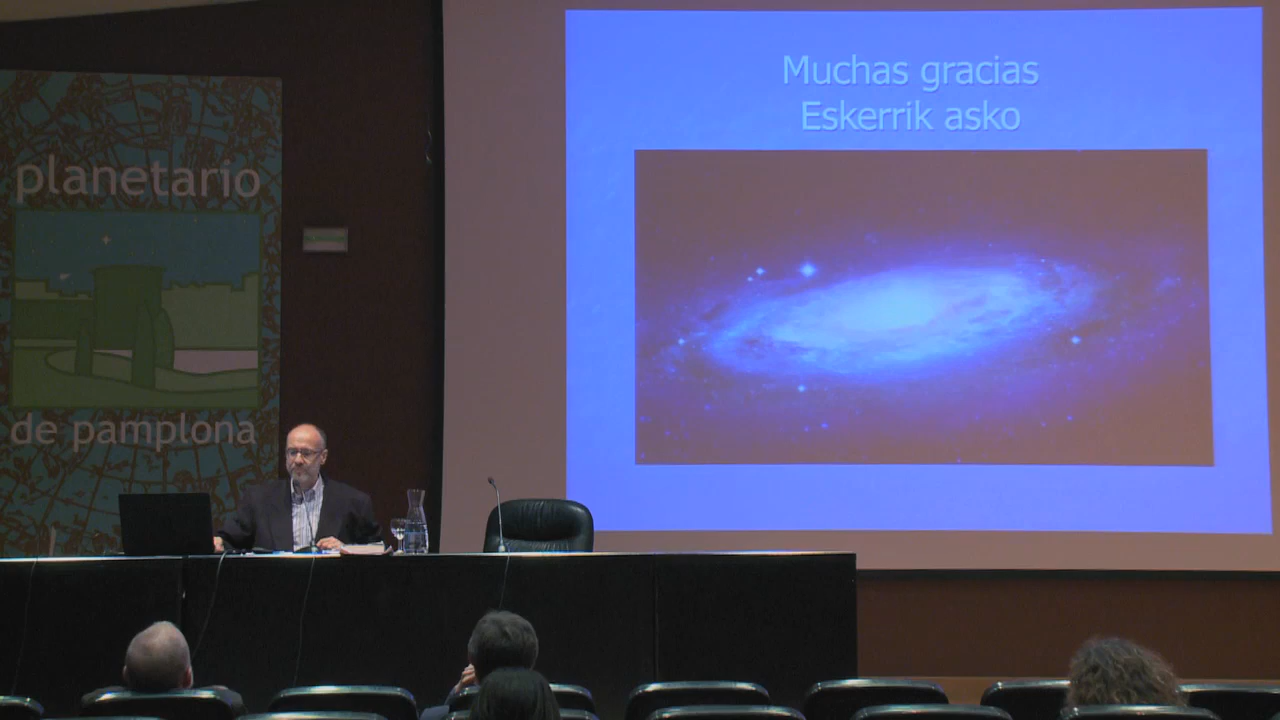 planetario
de pamplona
Muchas gracias
Eskerrik asko